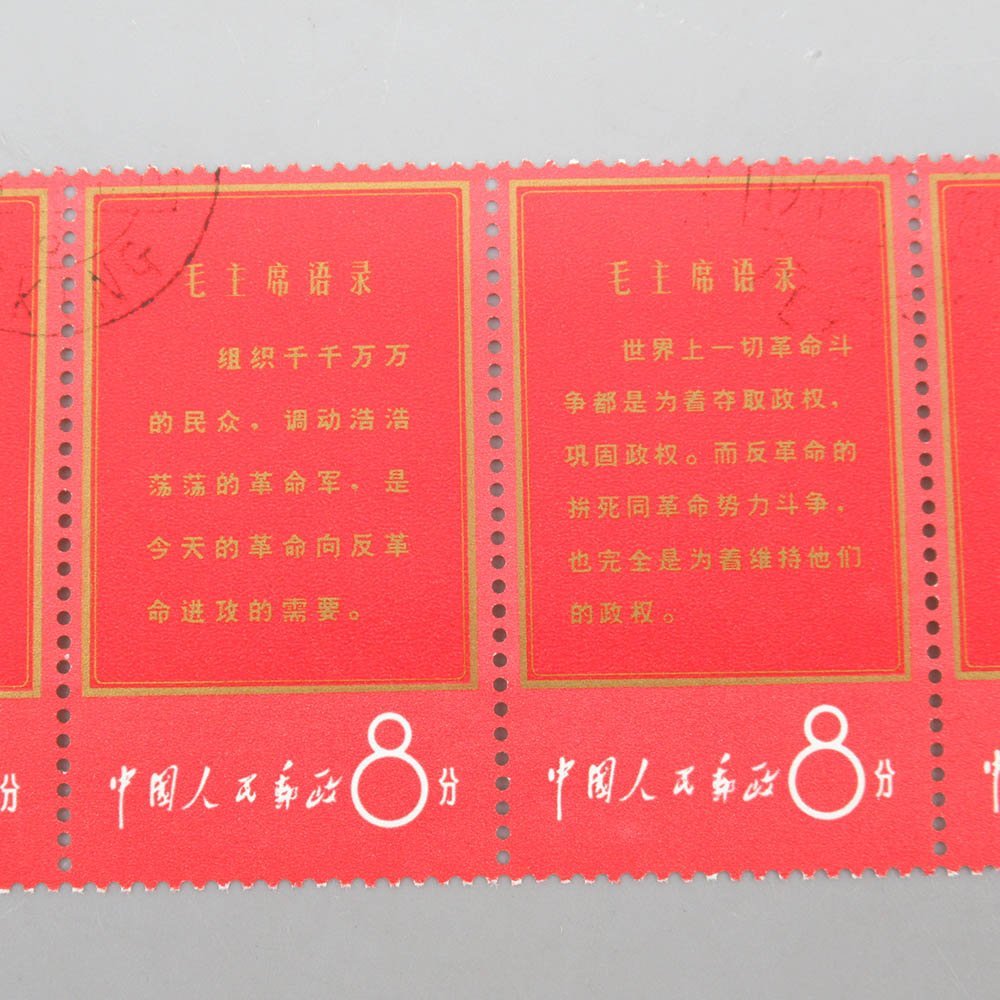 毛主席语录
组织千千万万
的民众，调动浩浩
荡荡的革命军，是
今天的革命向反革
命进攻的需要。
中国人民邮政8分
毛主席语录
世界上一切革命斗
争都是为着夺取政权，
巩固政权。而反革命的
拚死同革命势力斗争，
也完全是为着维持他们
的政权。
中国人民邮政8分
分
中
KING